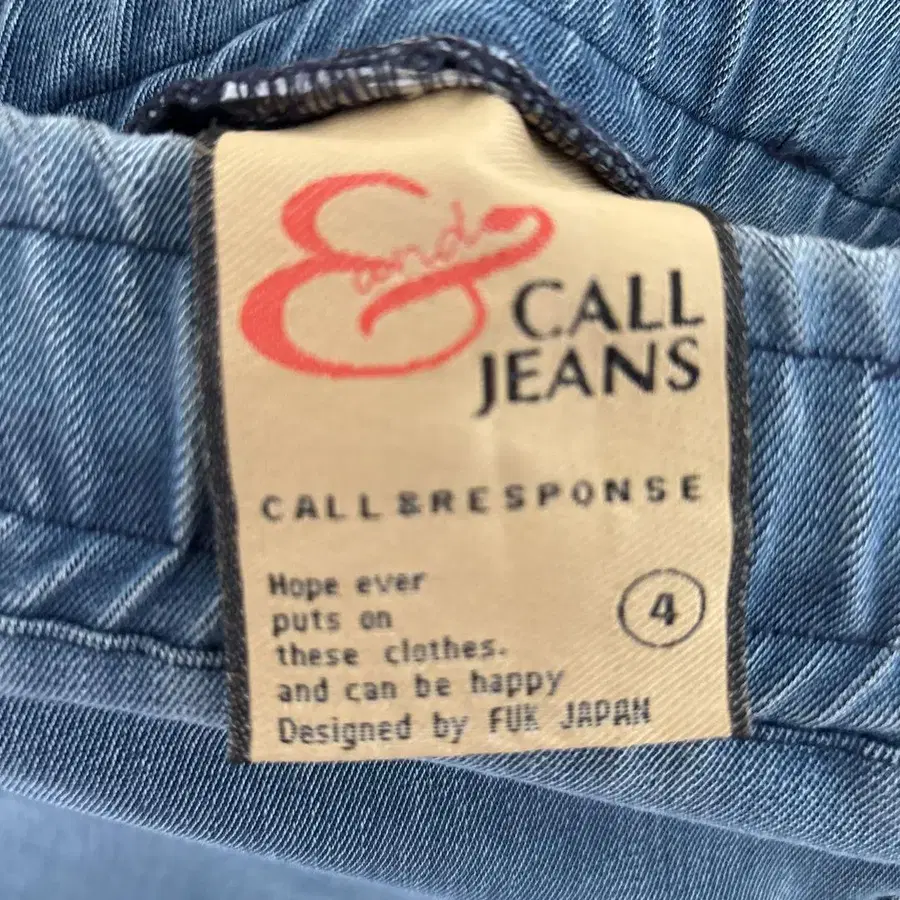 and
CALL
JEANS
CALL&RESPONSE
Hope ever
puts on
these clothes.
and can be happy
Designed by FUK JAPAN
4